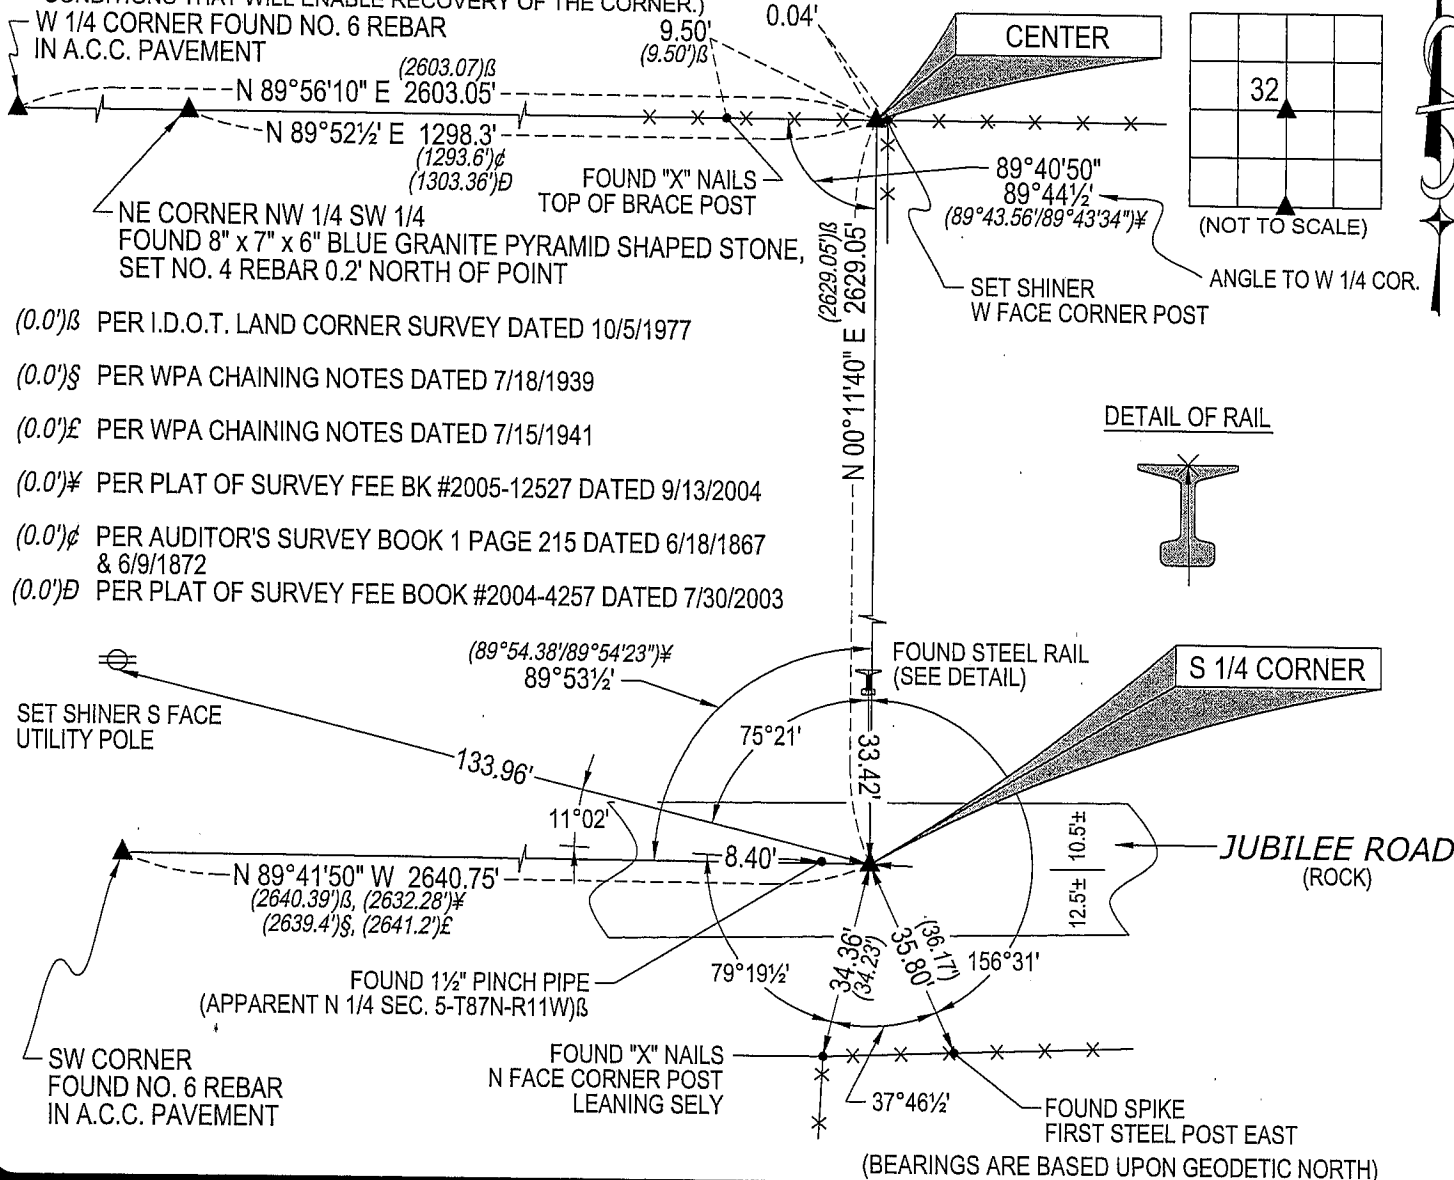 CONDITIONS THAT WILL ENABLE RECOVERY OF THE CORNER.)
W 1/4 CORNER FOUND NO. 6 REBAR
IN A.C.C. PAVEMENT
9.50'
(9.50')ß
0.04'
CENTER
32
(NOT TO SCALE)
(2603.07)ß
N 89°56'10" E 2603.05'
N 89°52½' E 1298.3'
(1293.6')¢
(1303.36')Đ
FOUND "X" NAILS
TOP OF BRACE POST
89°40'50"
89°44½'
(89°43.56'/89°43'34")¥
ANGLE TO W 1/4 COR.
NE CORNER NW 1/4 SW 1/4
FOUND 8" x 7" x 6" BLUE GRANITE PYRAMID SHAPED STONE,
SET NO. 4 REBAR 0.2' NORTH OF POINT
SET SHINER
W FACE CORNER POST
(2629.05')ß
N 00°11'40" E 2629.05'
(0.0')ß PER I.D.O.T. LAND CORNER SURVEY DATED 10/5/1977
(0.0')§ PER WPA CHAINING NOTES DATED 7/18/1939
(0.0')£ PER WPA CHAINING NOTES DATED 7/15/1941
(0.0')¥ PER PLAT OF SURVEY FEE BK #2005-12527 DATED 9/13/2004
(0.0')¢ PER AUDITOR'S SURVEY BOOK 1 PAGE 215 DATED 6/18/1867
& 6/9/1872
(0.0')Đ PER PLAT OF SURVEY FEE BOOK #2004-4257 DATED 7/30/2003
DETAIL OF RAIL
(89°54.38'/89°54'23")¥
89°53½'
FOUND STEEL RAIL
(SEE DETAIL)
S 1/4 CORNER
SET SHINER S FACE
UTILITY POLE
75°21'
33.42'
133.96'
11°02'
8.40'
10.5'±
12.5'±
JUBILEE ROAD
(ROCK)
N 89°41'50" W 2640.75'
(2640.39')ß, (2632.28')¥
(2639.4')§, (2641.2')£
FOUND 1½" PINCH PIPE
(APPARENT N 1/4 SEC. 5-T87N-R11W)ß
79°19½'
34.36'
(34.23')
(36.17')
35.80'
156°31'
SW CORNER
FOUND NO. 6 REBAR
IN A.C.C. PAVEMENT
FOUND "X" NAILS
N FACE CORNER POST
LEANING SELY
37°46½'
FOUND SPIKE
FIRST STEEL POST EAST
(BEARINGS ARE BASED UPON GEODETIC NORTH)